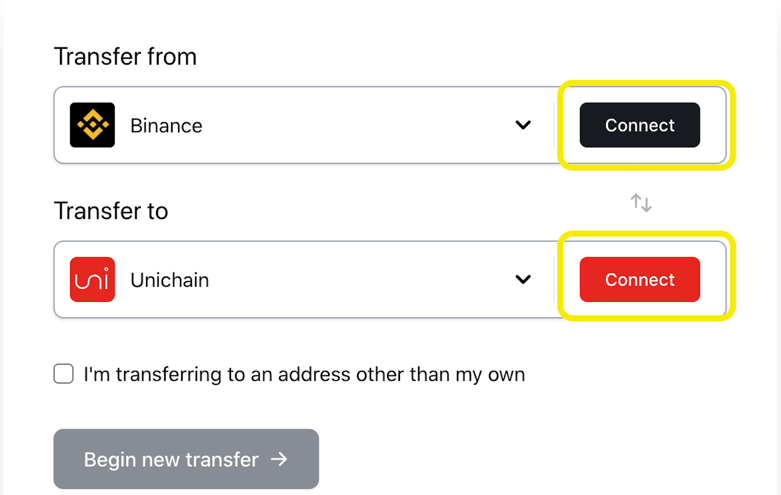 Transfer from
Binance
Connect
Transfer to
uni
Unichain
Connect
I'm transferring to an address other than my own
Begin new transfer →